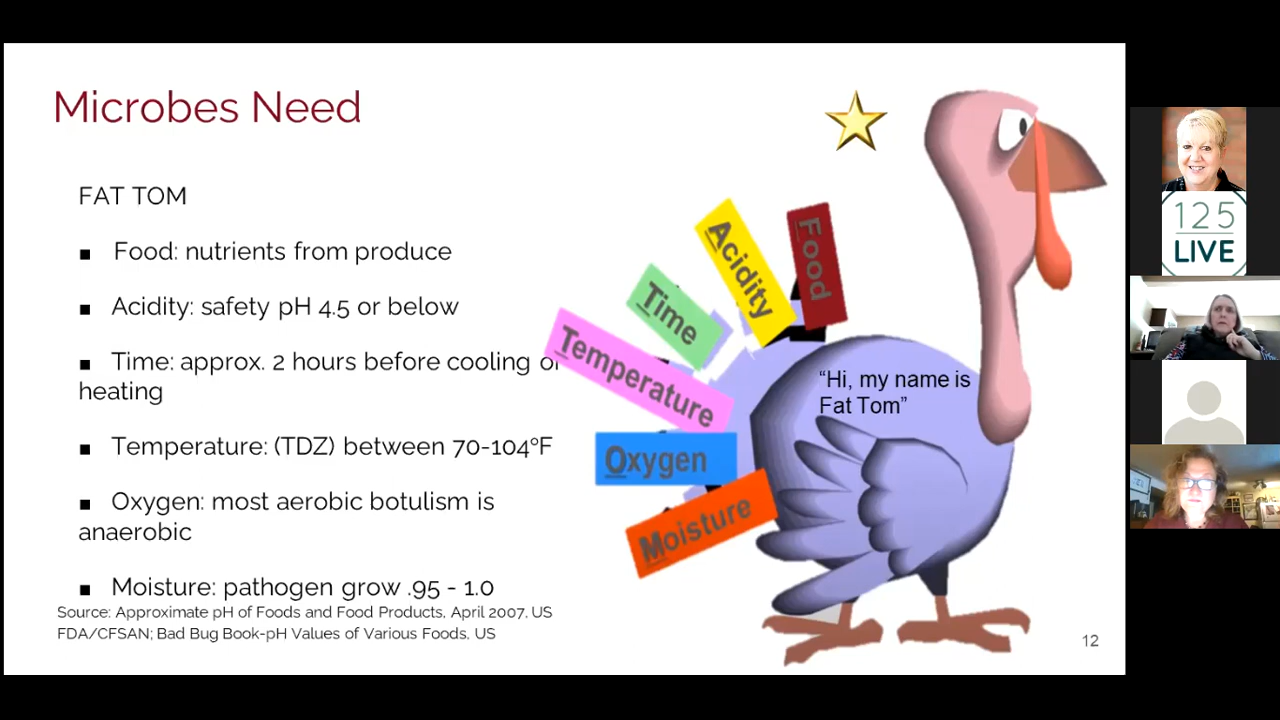 Microbes Need
FAT TOM
■ Food: nutrients from produce
■ Acidity: safety pH 4.5 or below
■ Time: approx. 2 hours before cooling or
heating
■ Temperature: (TDZ) between 70-104°F
■ Oxygen: most aerobic botulism is
anaerobic
■ Moisture: pathogen grow .95 - 1.0
Source: Approximate pH of Foods and Food Products, April 2007, US
FDA/CFSAN; Bad Bug Book-pH Values of Various Foods, US
Food
Acidity
Time
Temperature
Oxygen
Moisture
“Hi, my name is
Fat Tom”
12
125
LIVE